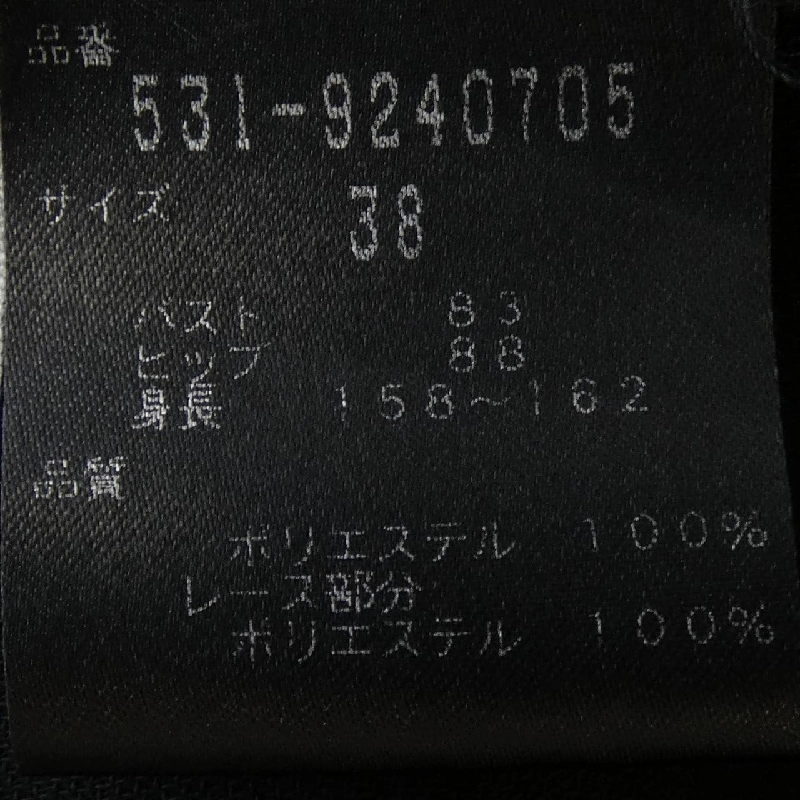 品番
531-9240705
サイズ 38
バスト 83
ヒップ 88
身長 158～162
品質
ポリエステル 100%
レース部分
ポリエステル 100%